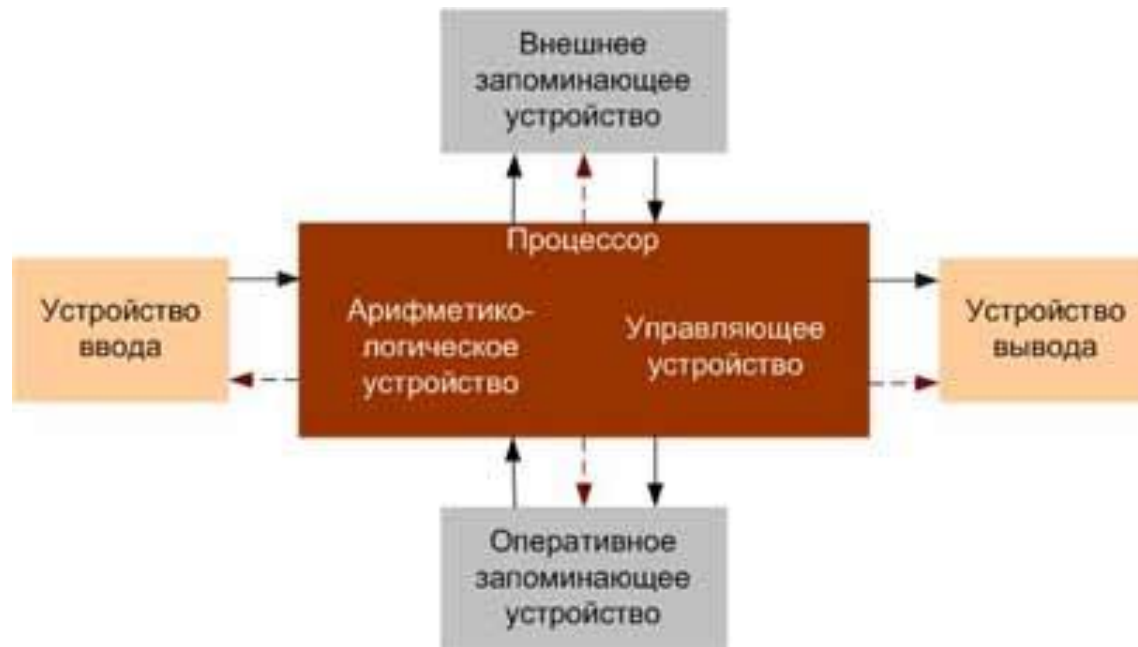 Внешнее
запоминающее
устройство
Процессор
Устройство
ввода
Арифметико-
логическое
устройство
Управляющее
устройство
Устройство
вывода
Оперативное
запоминающее
устройство